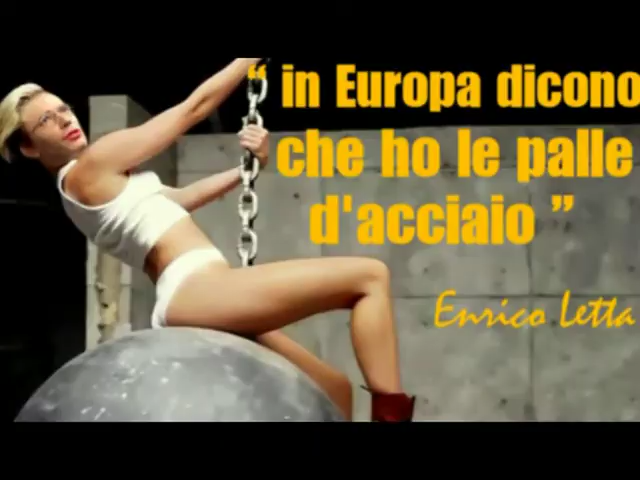 “ in Europa dicono
che ho le palle
d'acciaio ”
Enrico Letta